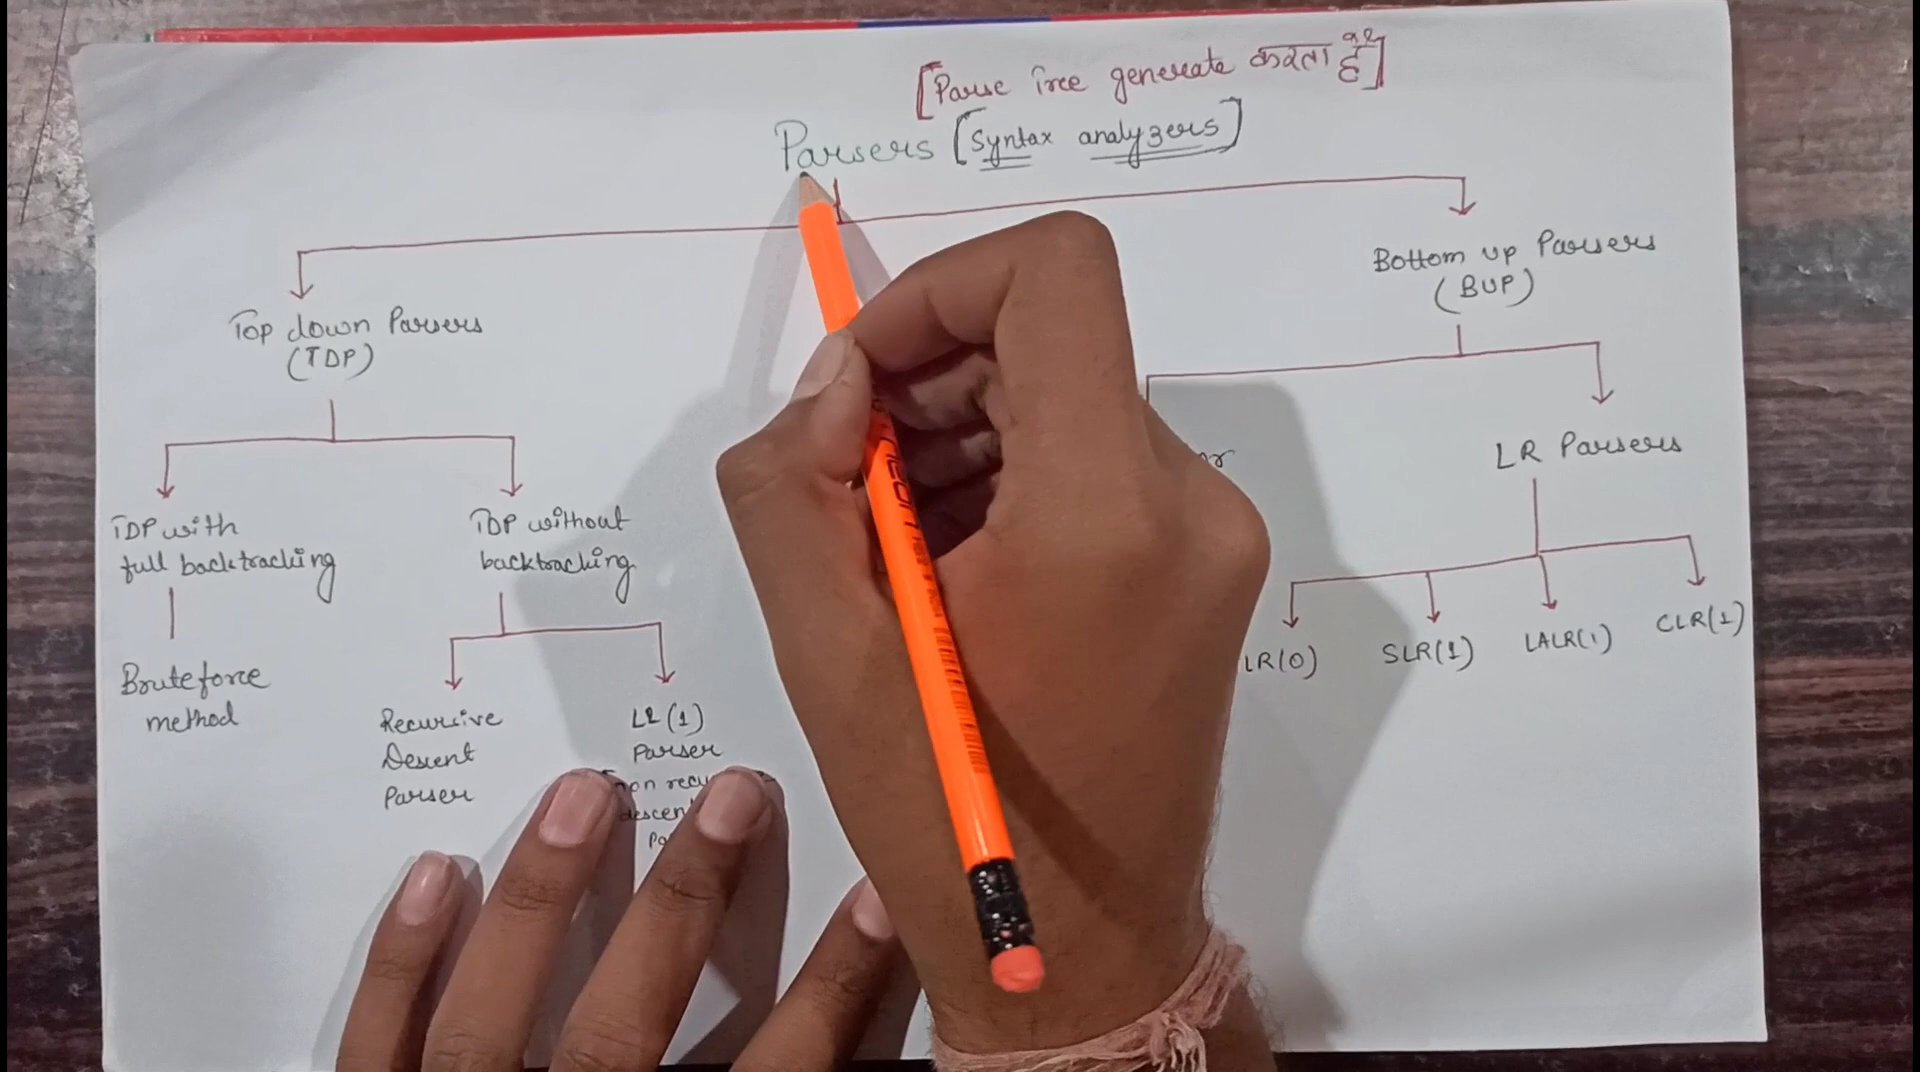 [Parse Tree generate करता है]
Parsers [Syntax analyzers]
Bottom up Parsers
(BUP)
Top down Parsers
(TDP)
LR Parsers
TDP with
full backtracking
TDP without
backtracking
LR(0)
SLR(1)
LALR(1)
CLR(1)
Bruteforce
method
Recursive
Descent
Parser
LL(1)
Parser
descen